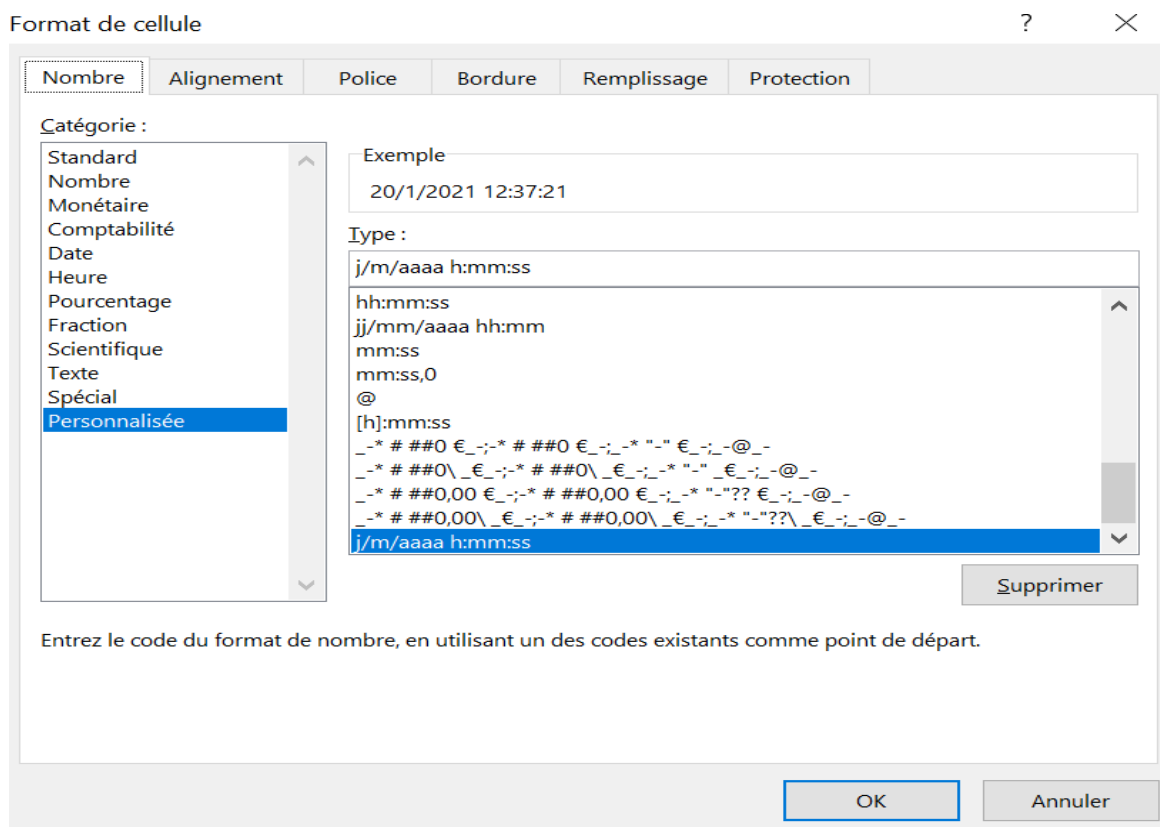 Format de cellule ?
Nombre Alignement Police Bordure Remplissage Protection
Catégorie :
Standard
Nombre
Monétaire
Comptabilité
Date
Heure
Pourcentage
Fraction
Scientifique
Texte
Spécial
Personnalisée
Exemple
20/1/2021 12:37:21
Type :
j/m/aaaa h:mm:ss
hh:mm:ss
jj/mm/aaaa hh:mm
mm:ss
mm:ss,0
@
[h]:mm:ss
_-* # ##0 €_-;-* # ##0 €_-;_-* "-" €_-;_-@_-
_-* # ##0\ _€_-;-* # ##0\ _€_-;_-* "-" _€_-;_-@_-
_-* # ##0,00 €_-;-* # ##0,00 €_-;_-* "-"?? €_-;_-@_-
_-* # ##0,00\ _€_-;-* # ##0,00\ _€_-;_-* "-"??\ _€_-;_-@_-
j/m/aaaa h:mm:ss
Supprimer
Entrez le code du format de nombre, en utilisant un des codes existants comme point de départ.
OK Annuler